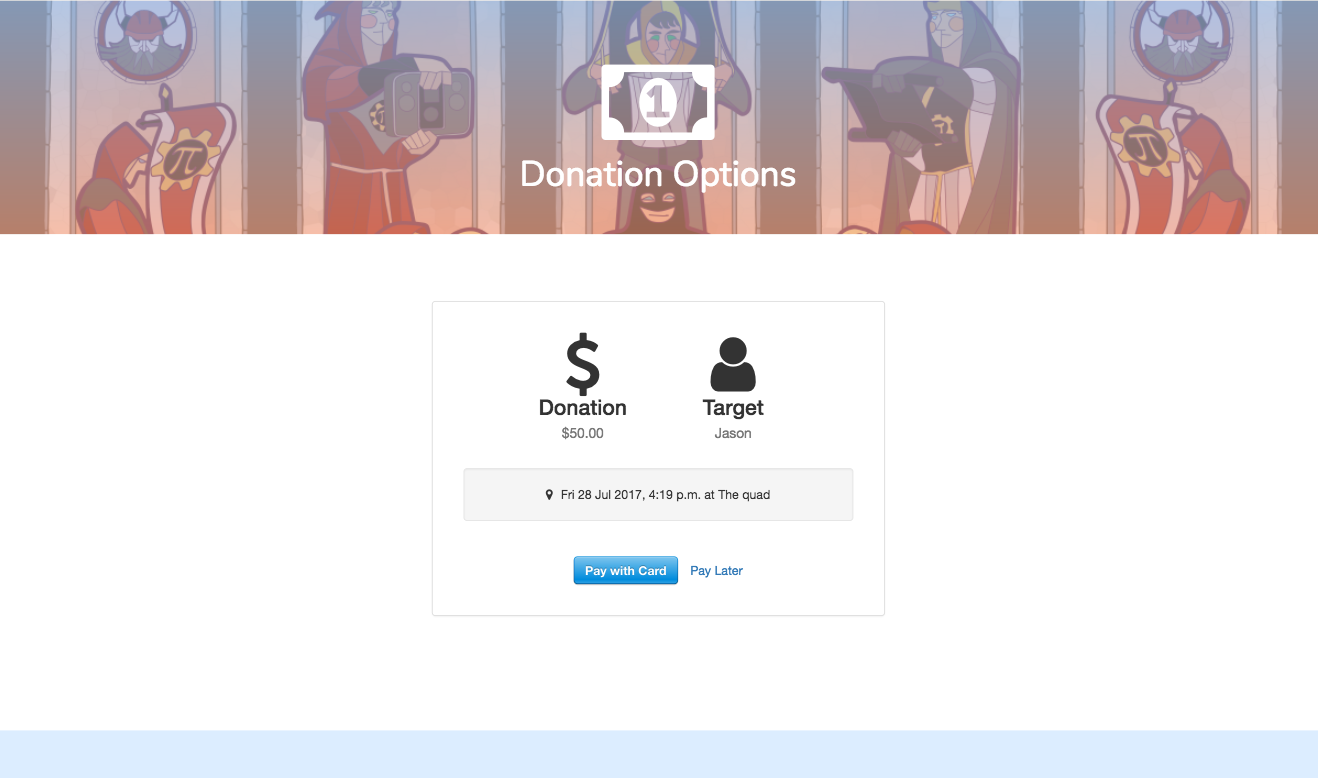 1
Donation Options
Donation
$50.00
Target
Jason
Fri 28 Jul 2017, 4:19 p.m. at The quad
Pay with Card
Pay Later